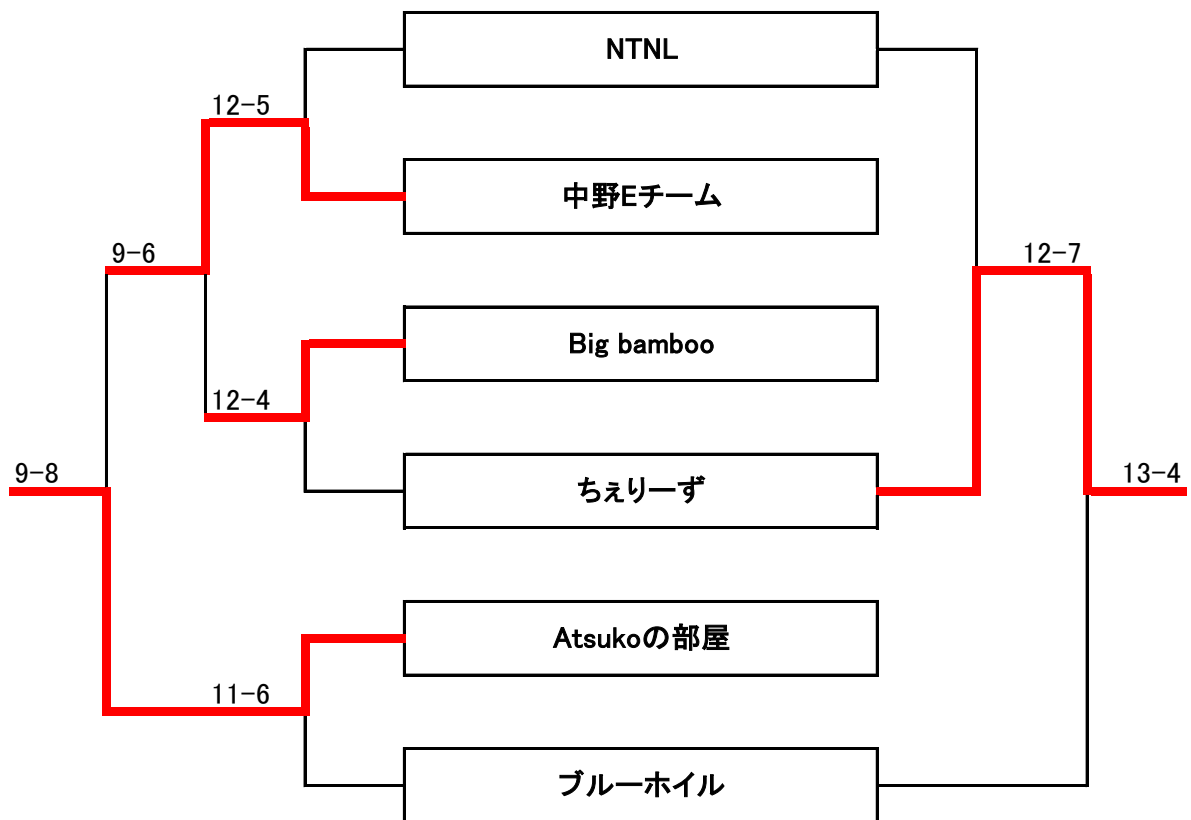 NTNL
12-5
中野Eチーム
9-6
12-7
Big bamboo
12-4
9-8
ちぇりーず
13-4
Atsukoの部屋
11-6
ブルーホイル